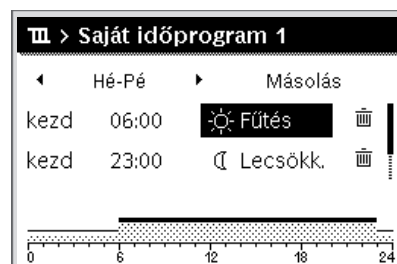 > Saját időprogram 1
Hé-Pé Másolás
kezd 06:00 Fűtés
kezd 23:00 Lecsökk.
0 6 12 18 24